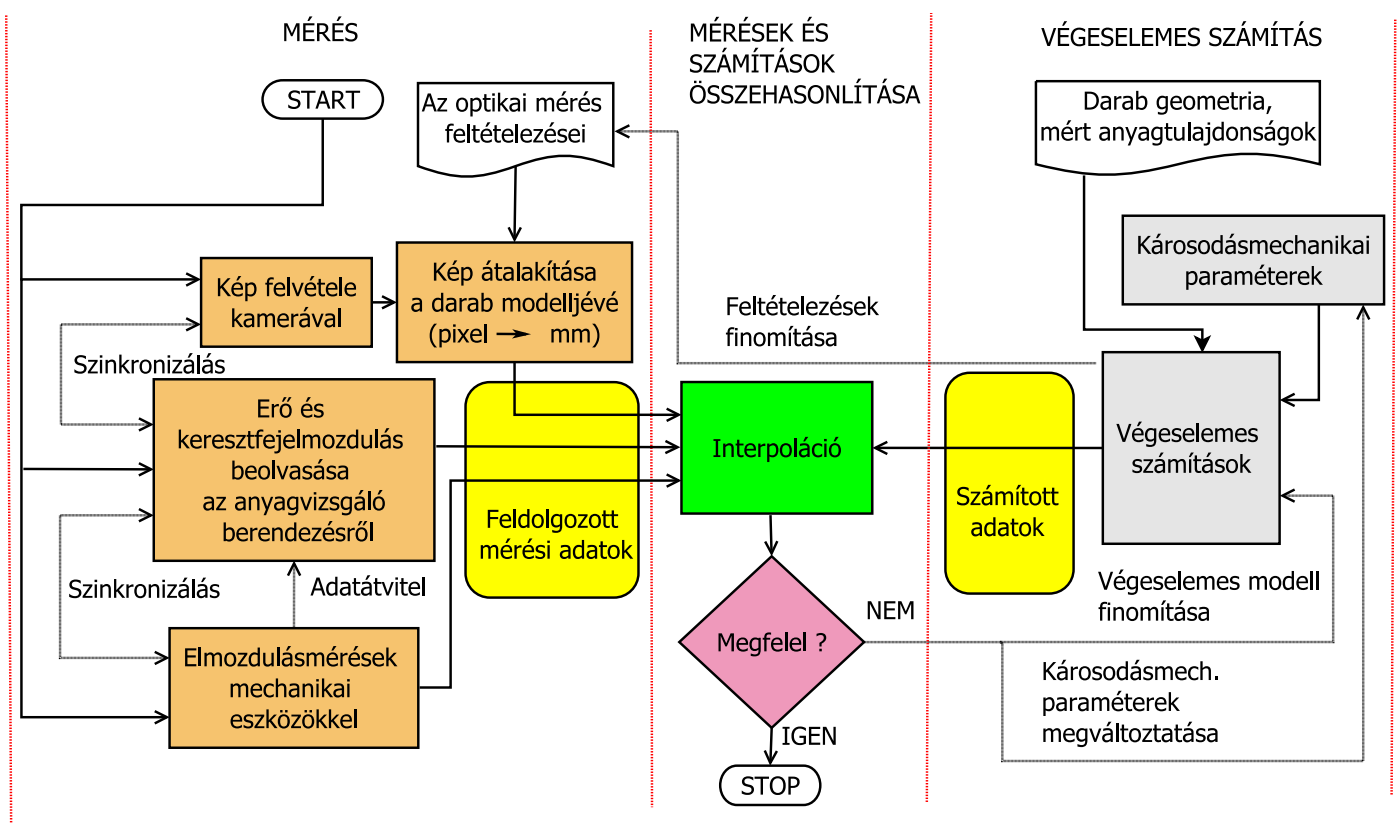 MÉRÉS
START
Az optikai mérés
feltételezései
Kép felvétele
kamerával
Kép átalakítása
a darab modelljévé
(pixel → mm)
Szinkronizálás
Erő és
keresztfejelmozdulás
beolvasása
az anyagvizsgáló
berendezésről
Feldolgozott
mérési adatok
Szinkronizálás
Adatátvitel
Elmozdulásmérések
mechanikai
eszközökkel
MÉRÉSEK ÉS
SZÁMÍTÁSOK
ÖSSZEHASONLÍTÁSA
Feltételezések
finomítása
Interpoláció
Megfelel ?
NEM
IGEN
STOP
VÉGESELEMES SZÁMÍTÁS
Darab geometria,
mért anyagtulajdonságok
Károsodásmechanikai
paraméterek
Végeselemes
számítások
Számított
adatok
Végeselemes modell
finomítása
Károsodásmech.
paraméterek
megváltoztatása